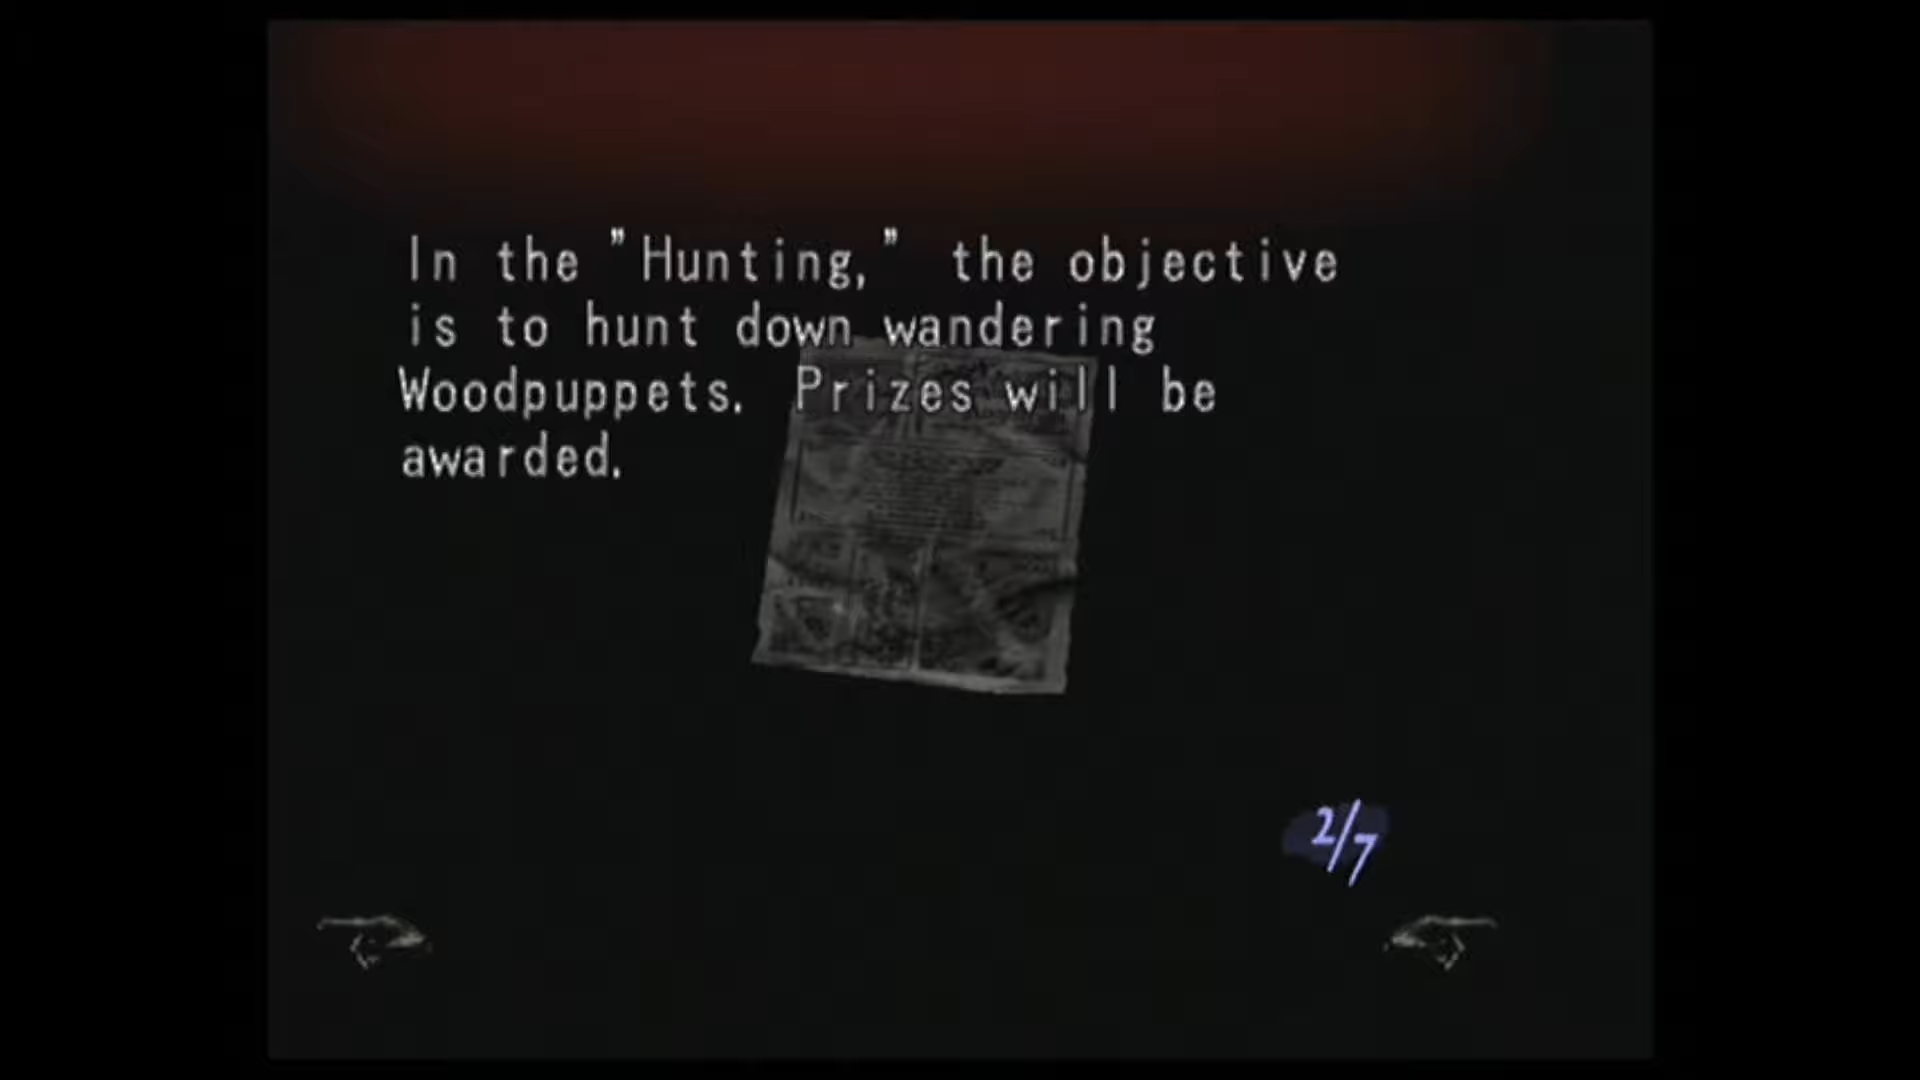 In the "Hunting," the objective
is to hunt down wandering
Woodpuppets. Prizes will be
awarded.
2/7